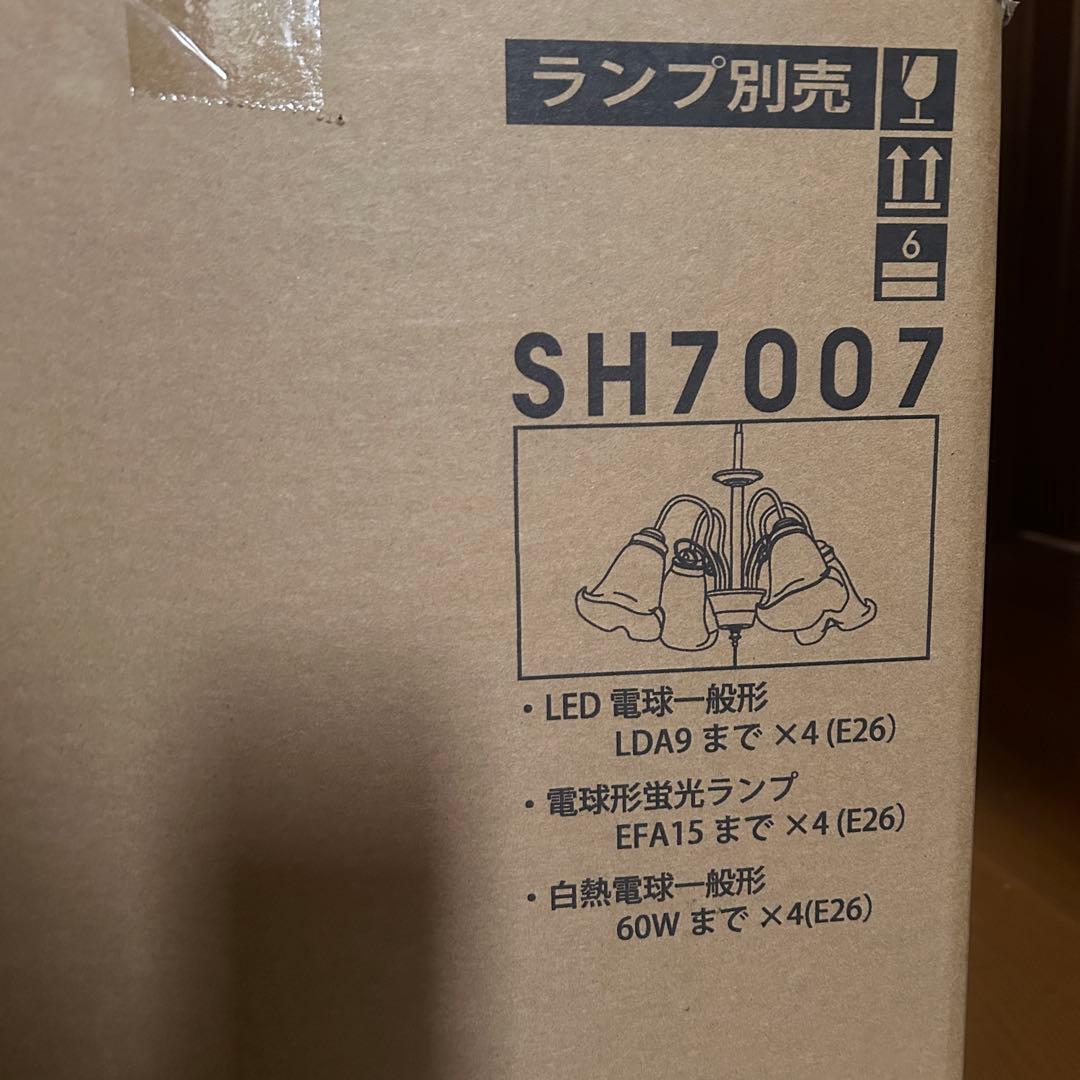 ランプ別売
6
SH7007
・LED 電球一般形
LDA9 まで ×4 (E26)
・電球形蛍光ランプ
EFA15 まで ×4 (E26)
・白熱電球一般形
60W まで ×4(E26)